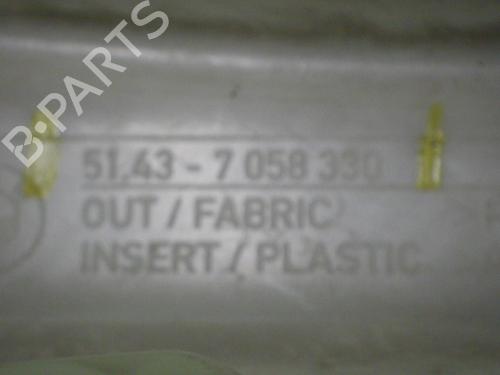 B-PARTS
51.43 - 7 058 330
OUT / FABRIC
INSERT / PLASTIC